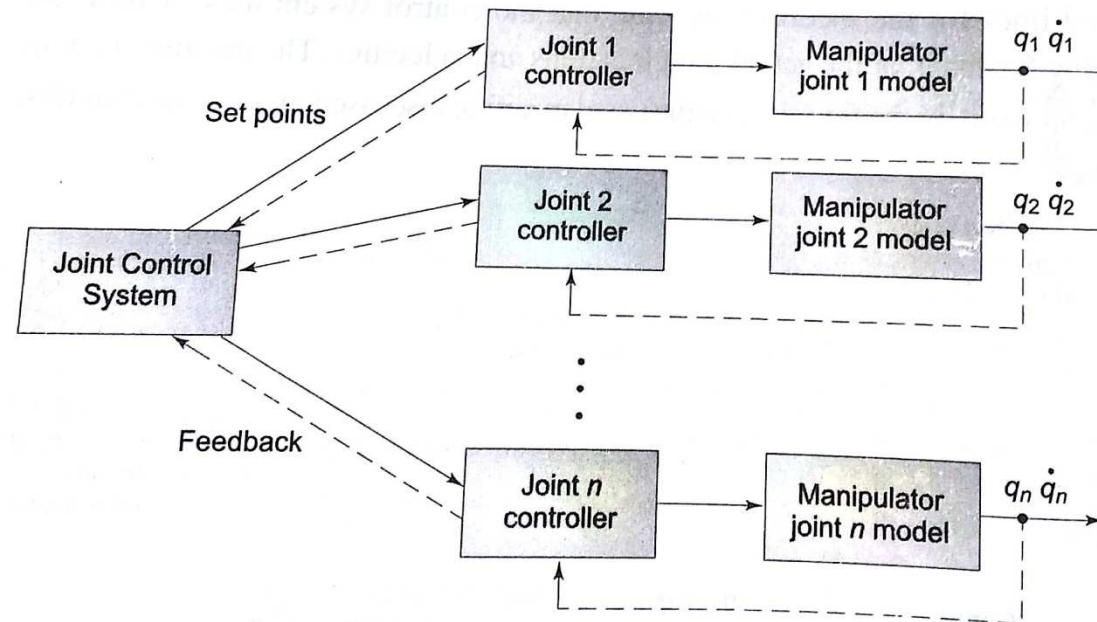 Joint 1
controller
Manipulator
joint 1 model
q₁ q̇₁
Set points
Joint 2
controller
Manipulator
joint 2 model
q₂ q̇₂
Joint Control
System
Feedback
Joint n
controller
Manipulator
joint n model
qₙ q̇ₙ